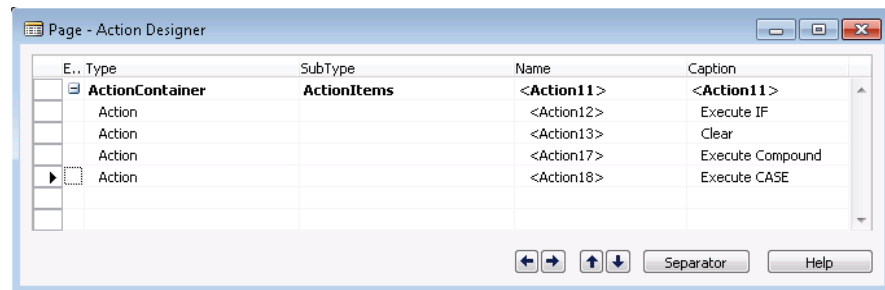 Page - Action Designer
E.. Type SubType Name Caption
ActionContainer ActionItems <Action11> <Action11>
Action <Action12> Execute IF
Action <Action13> Clear
Action <Action17> Execute Compound
Action <Action18> Execute CASE
Separator Help